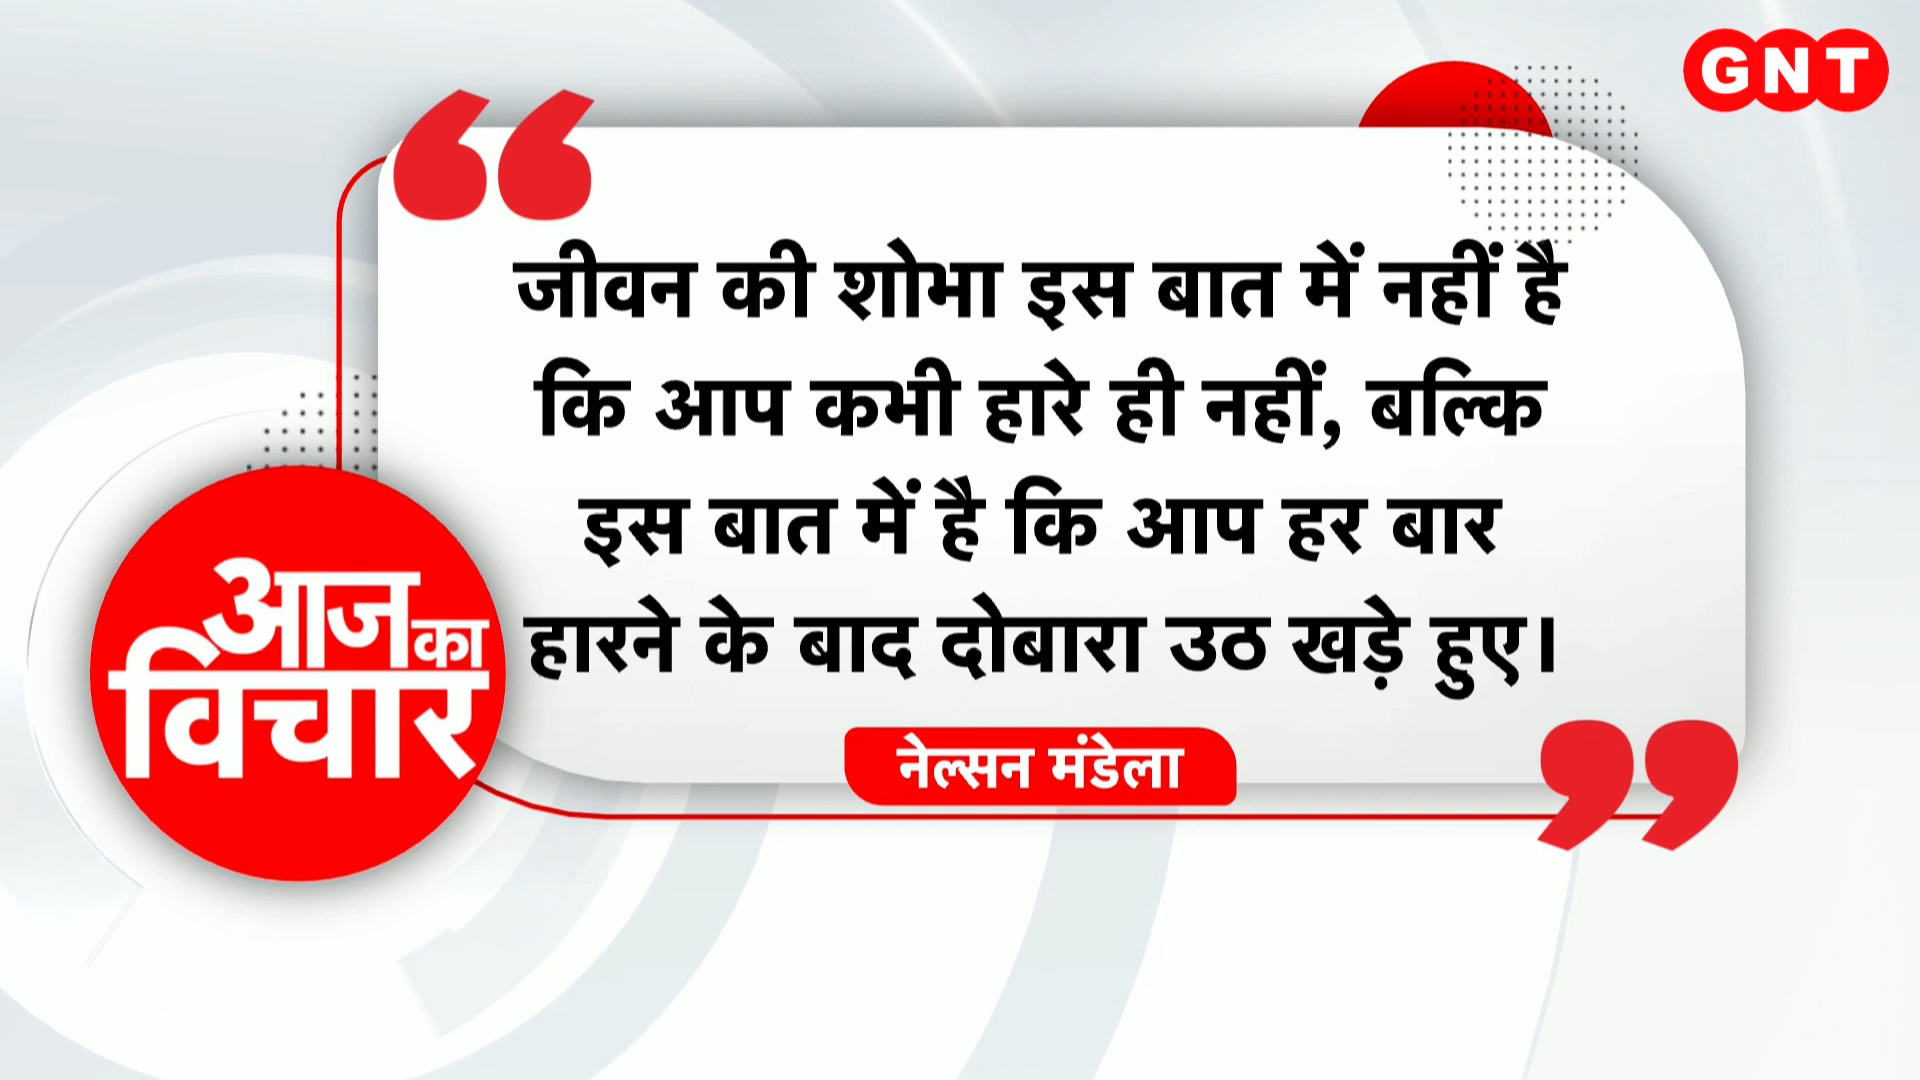 GNT
जीवन की शोभा इस बात में नहीं है
कि आप कभी हारे ही नहीं, बल्कि
इस बात में है कि आप हर बार
हारने के बाद दोबारा उठ खड़े हुए।
नेल्सन मंडेला
आज का
विचार